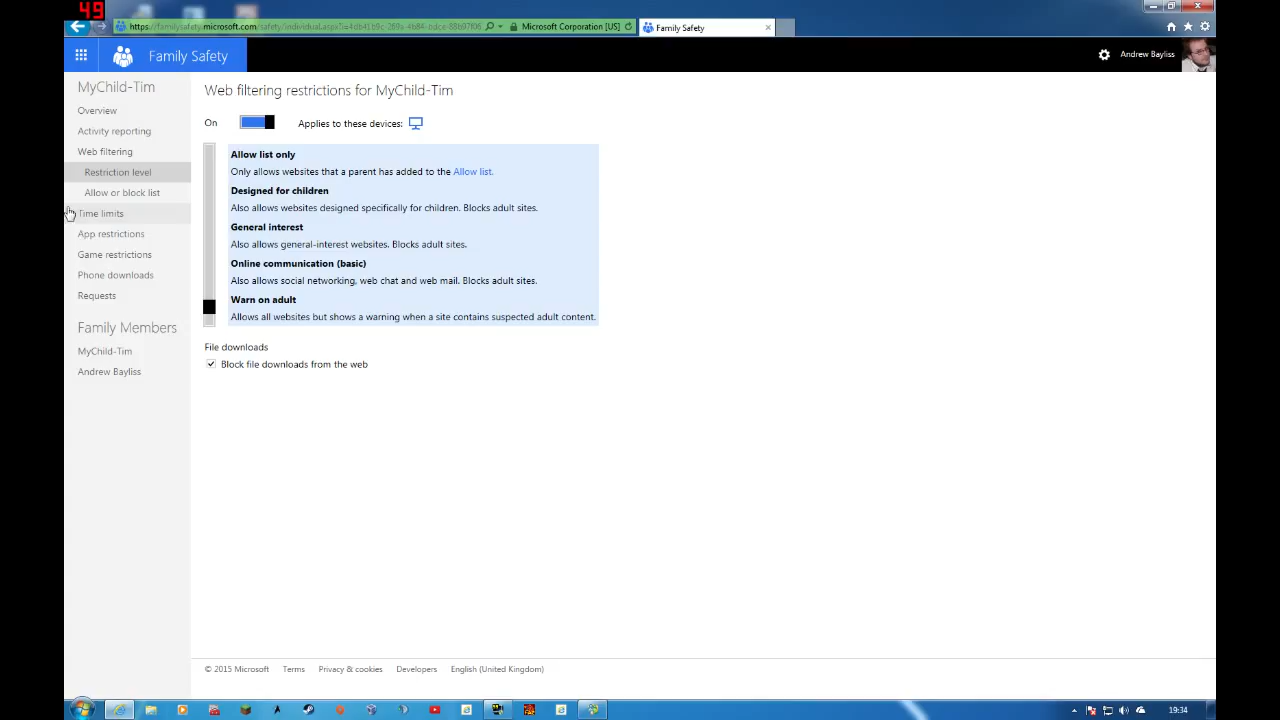 49
https://familysafety.microsoft.com/safety/individual.aspx?
Microsoft Corporation [US]
Family Safety
Family Safety
Andrew Bayliss
MyChild-Tim
Overview
Activity reporting
Web filtering
Restriction level
Allow or block list
Time limits
App restrictions
Game restrictions
Phone downloads
Requests
Family Members
MyChild-Tim
Andrew Bayliss
Web filtering restrictions for MyChild-Tim
On
Applies to these devices:
Allow list only
Only allows websites that a parent has added to the Allow list.
Designed for children
Also allows websites designed specifically for children. Blocks adult sites.
General interest
Also allows general-interest websites. Blocks adult sites.
Online communication (basic)
Also allows social networking, web chat and web mail. Blocks adult sites.
Warn on adult
Allows all websites but shows a warning when a site contains suspected adult content.
File downloads
Block file downloads from the web
© 2015 Microsoft Terms Privacy & cookies Developers English (United Kingdom)
19:34